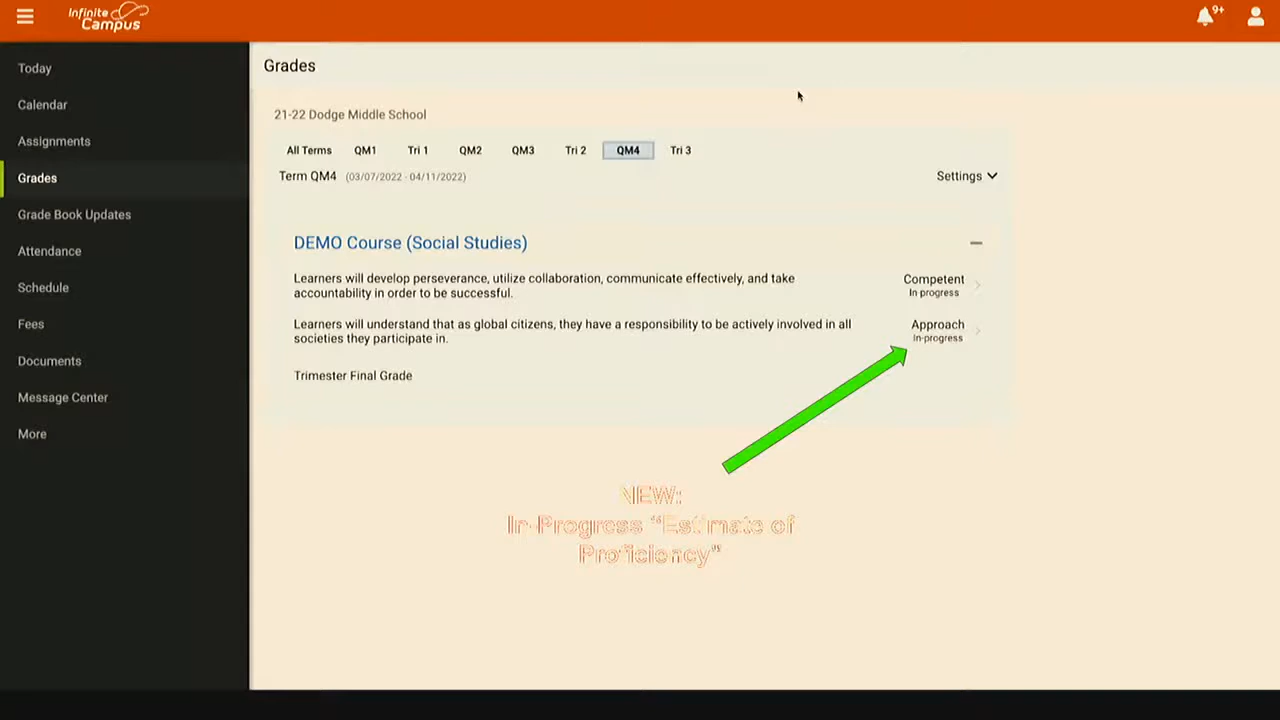 Infinite
Campus
9+
Today
Calendar
Assignments
Grades
Grade Book Updates
Attendance
Schedule
Fees
Documents
Message Center
More
Grades
21-22 Dodge Middle School
All Terms QM1 Tri 1 QM2 QM3 Tri 2 QM4 Tri 3
Term QM4 (03/07/2022 - 04/11/2022)
Settings
DEMO Course (Social Studies)
Learners will develop perseverance, utilize collaboration, communicate effectively, and take
accountability in order to be successful.
Competent
In progress
Learners will understand that as global citizens, they have a responsibility to be actively involved in all
societies they participate in.
Approach
In-progress
Trimester Final Grade
NEW:
In-Progress “Estimate of
Proficiency”